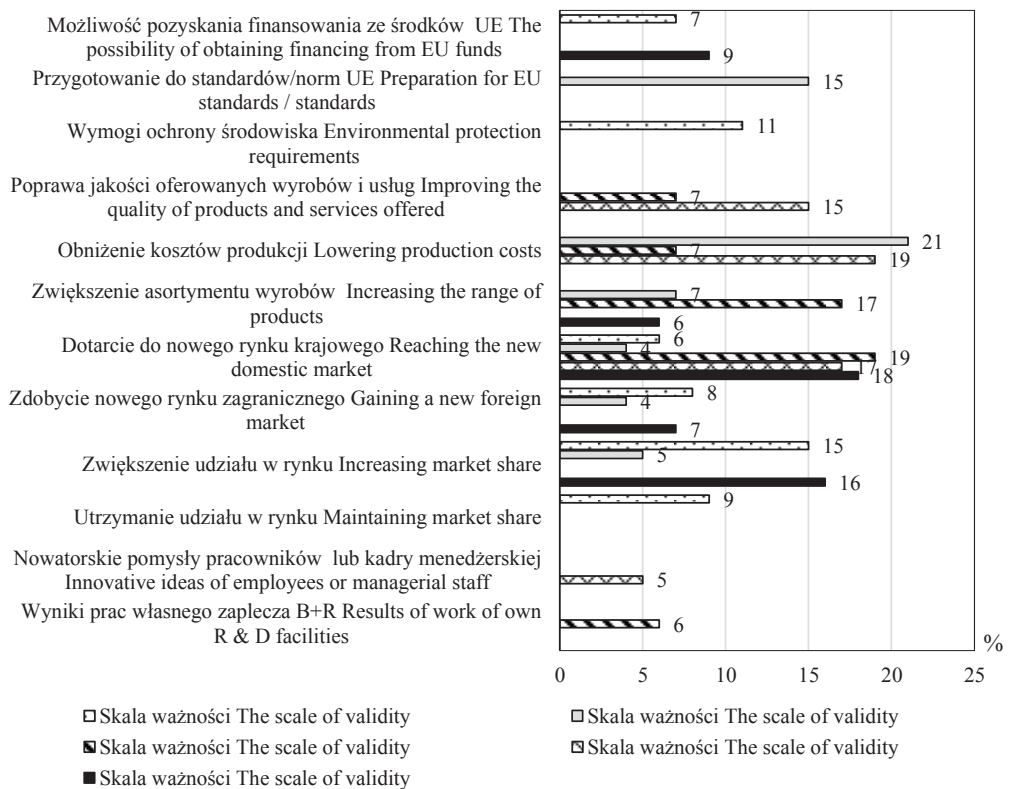 Możliwość pozyskania finansowania ze środków UE The
possibility of obtaining financing from EU funds
7
9
Przygotowanie do standardów/norm UE Preparation for EU
standards / standards
15
Wymogi ochrony środowiska Environmental protection
requirements
11
Poprawa jakości oferowanych wyrobów i usług Improving the
quality of products and services offered
7
15
Obniżenie kosztów produkcji Lowering production costs
21
7
19
Zwiększenie asortymentu wyrobów Increasing the range of
products
7
17
6
Dotarcie do nowego rynku krajowego Reaching the new
domestic market
6
4
19
17
18
Zdobycie nowego rynku zagranicznego Gaining a new foreign
market
8
4
7
Zwiększenie udziału w rynku Increasing market share
15
5
16
Utrzymanie udziału w rynku Maintaining market share
9
Nowatorskie pomysły pracowników lub kadry menedżerskiej
Innovative ideas of employees or managerial staff
5
Wyniki prac własnego zaplecza B+R Results of work of own
R & D facilities
6
%
0 5 10 15 20 25
Skala ważności The scale of validity
Skala ważności The scale of validity
Skala ważności The scale of validity
Skala ważności The scale of validity
Skala ważności The scale of validity